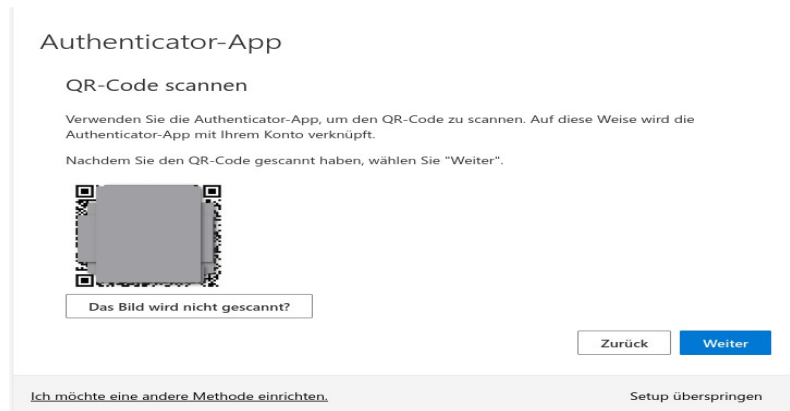 Authenticator-App
QR-Code scannen
Verwenden Sie die Authenticator-App, um den QR-Code zu scannen. Auf diese Weise wird die
Authenticator-App mit Ihrem Konto verknüpft.
Nachdem Sie den QR-Code gescannt haben, wählen Sie "Weiter".
Das Bild wird nicht gescannt?
Zurück
Weiter
Ich möchte eine andere Methode einrichten.
Setup überspringen